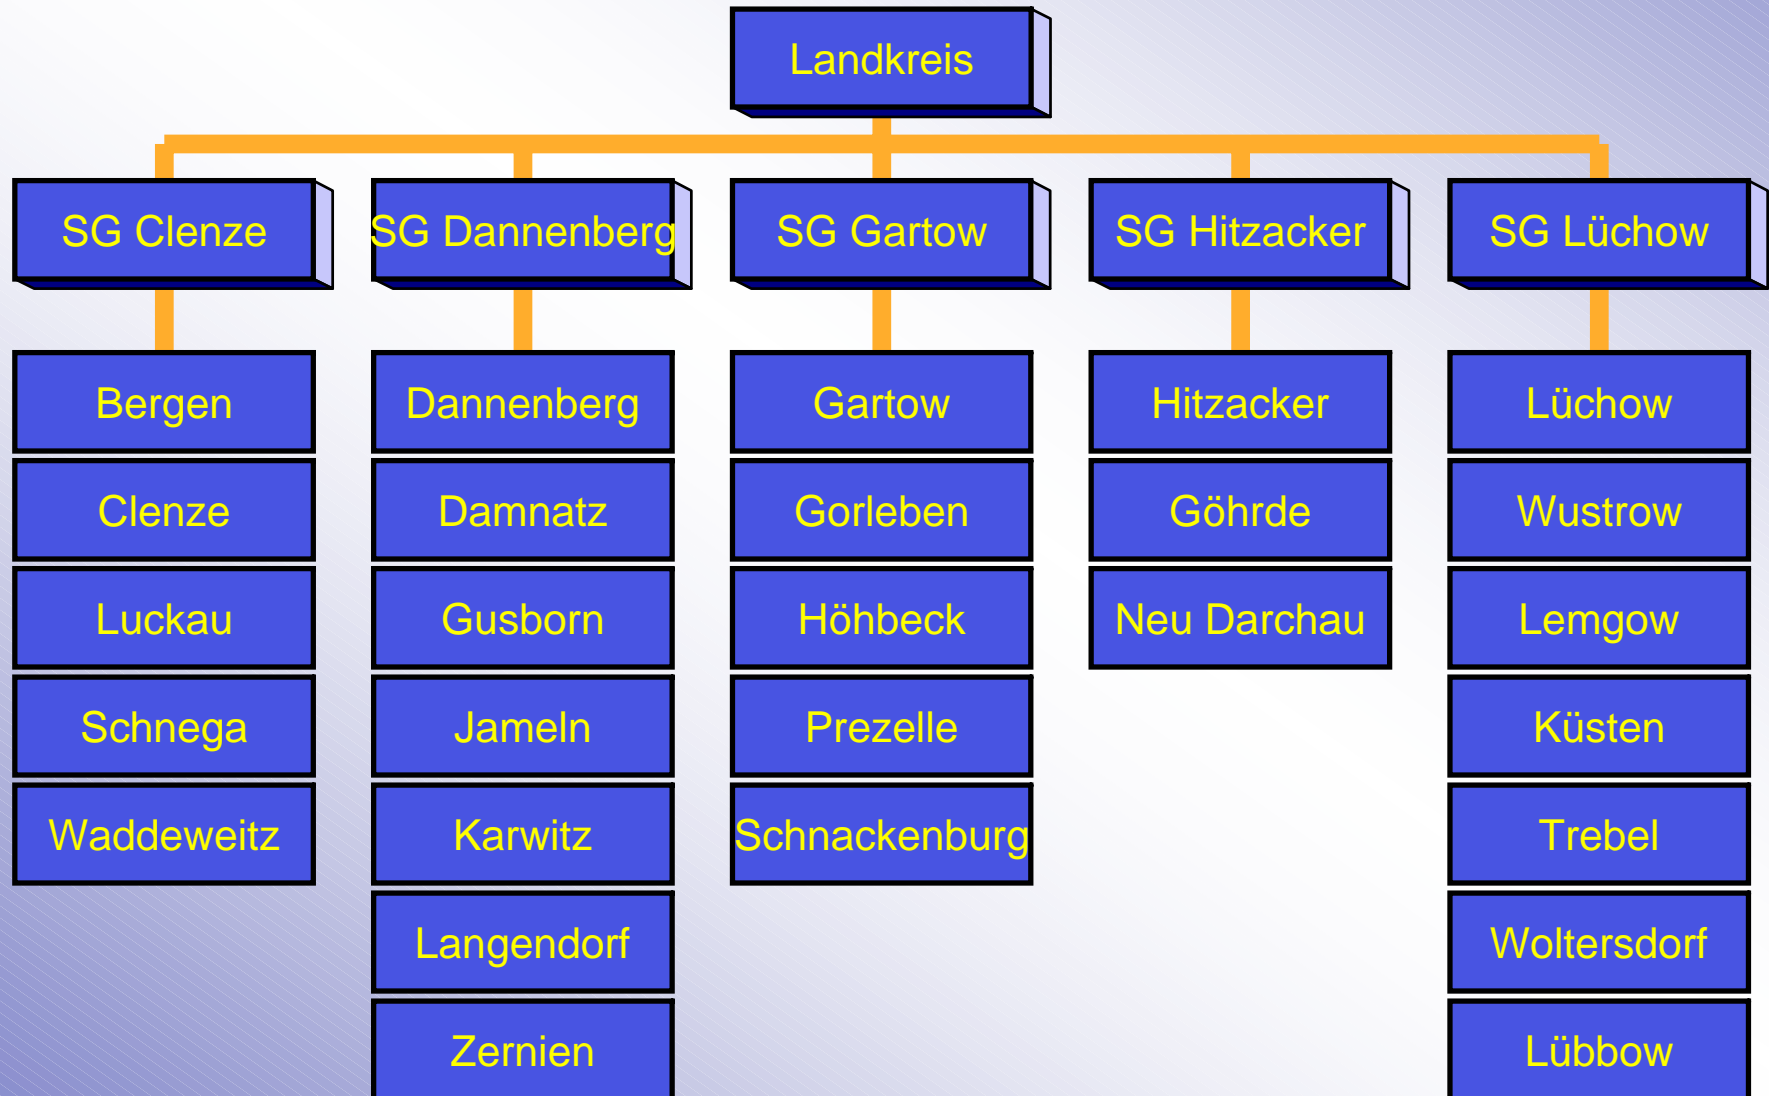 Landkreis
SG Clenze
SG Dannenberg
SG Gartow
SG Hitzacker
SG Lüchow
Bergen
Clenze
Luckau
Schnega
Waddeweitz
Dannenberg
Damnatz
Gusborn
Jameln
Karwitz
Langendorf
Zernien
Gartow
Gorleben
Höhbeck
Prezelle
Schnackenburg
Hitzacker
Göhrde
Neu Darchau
Lüchow
Wustrow
Lemgow
Küsten
Trebel
Woltersdorf
Lübbow